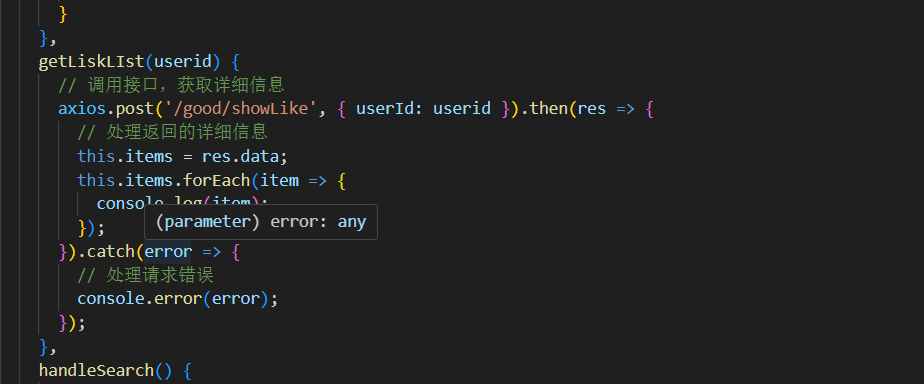 }
},
getLiskLIst(userid) {
// 调用接口，获取详细信息
axios.post('/good/showLike', { userId: userid }).then(res => {
// 处理返回的详细信息
this.items = res.data;
this.items.forEach(item => {
console.log(item);
(parameter) error: any
});
}).catch(error => {
// 处理请求错误
console.error(error);
});
},
handleSearch() {